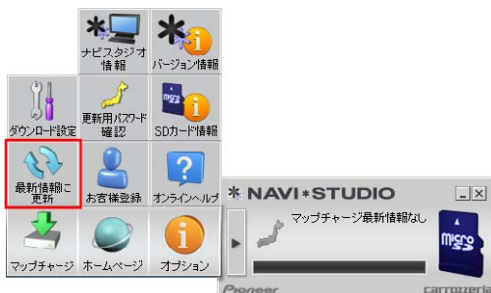 ナビスタジオ
情報
バージョン情報
ダウンロード設定
更新用パスワード
確認
SDカード情報
最新情報に
更新
お客様登録
オンラインヘルプ
マップチャージ
ホームページ
オプション
NAVI*STUDIO
マップチャージ最新情報なし
micro
Pioneer
carrozzeria